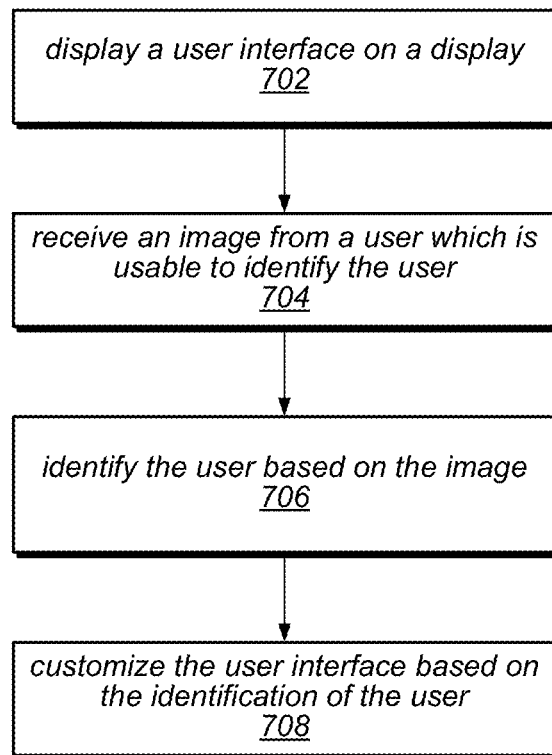 display a user interface on a display
702
receive an image from a user which is
usable to identify the user
704
identify the user based on the image
706
customize the user interface based on
the identification of the user
708